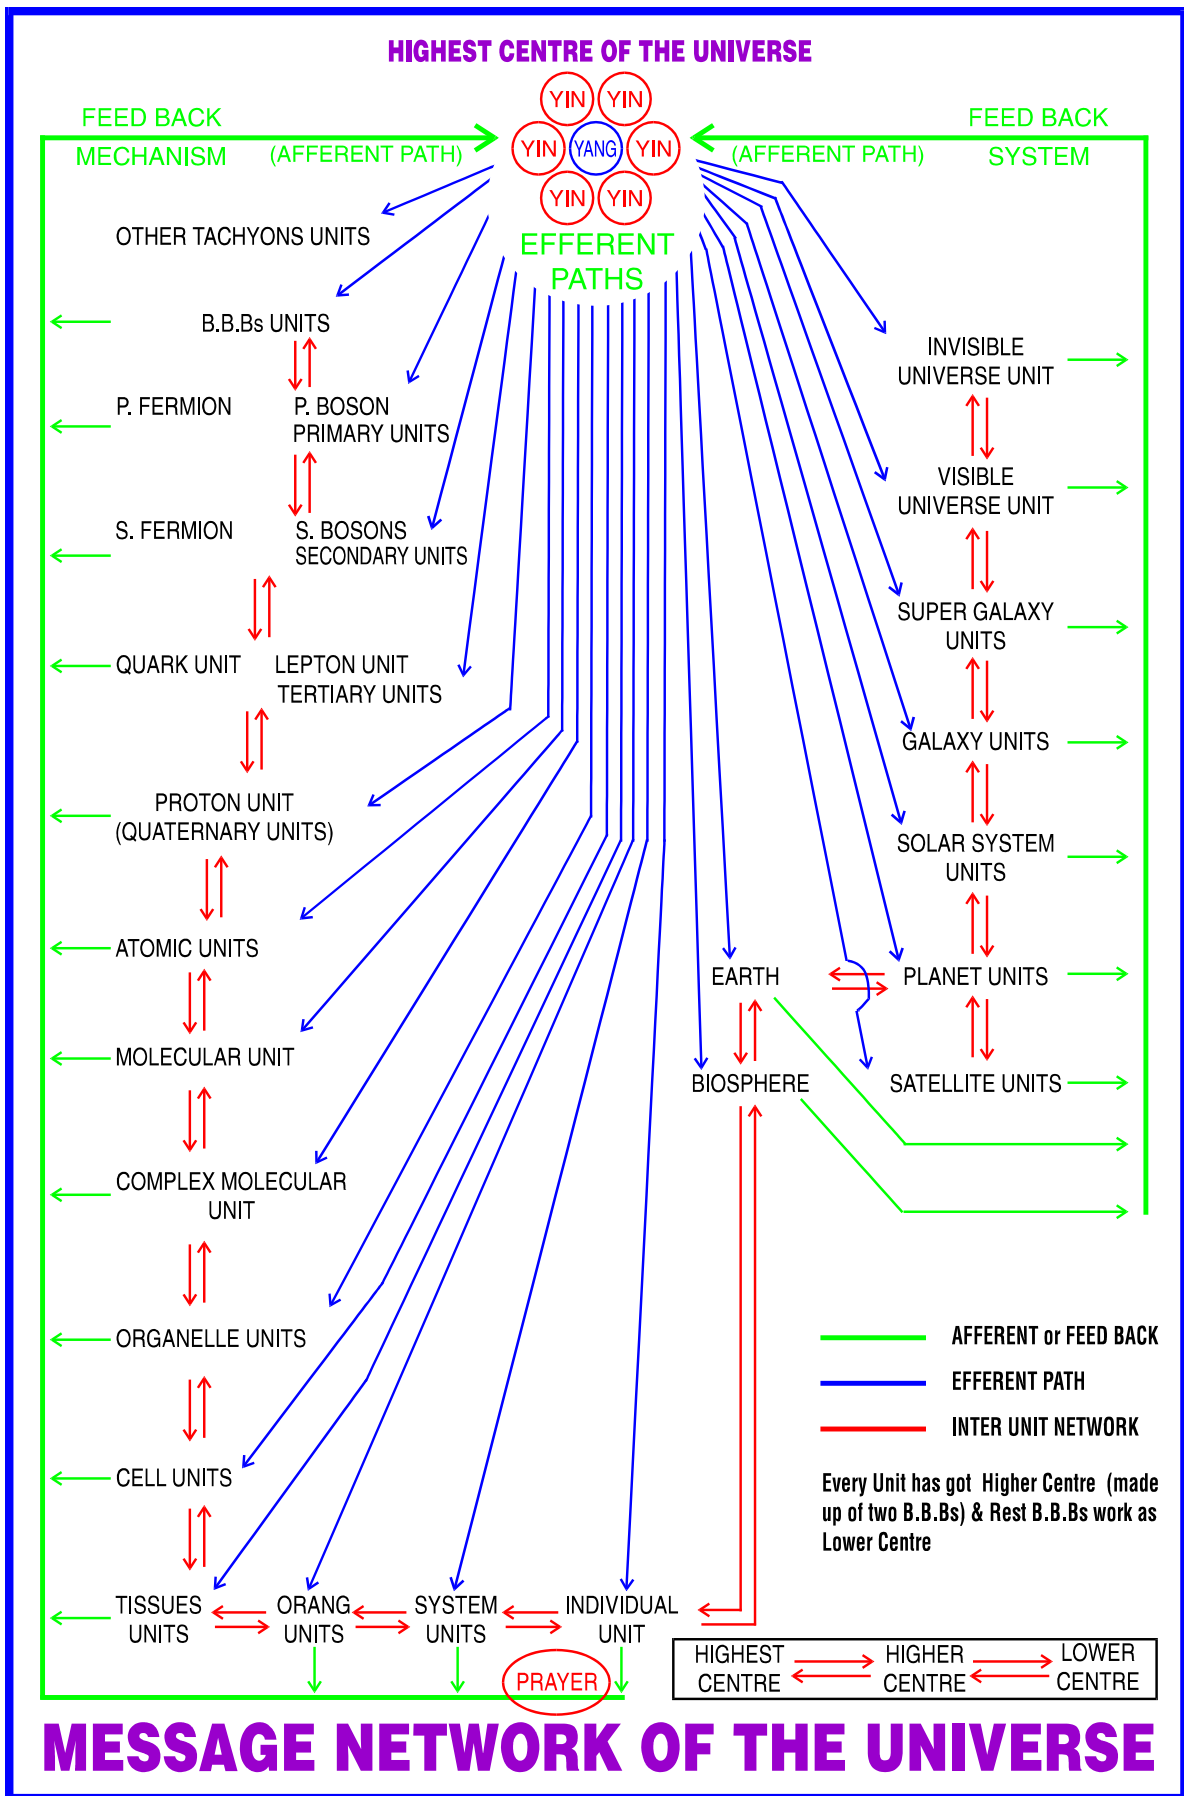 HIGHEST CENTRE OF THE UNIVERSE
YIN YIN
YIN YANG YIN
YIN YIN
FEED BACK
MECHANISM (AFFERENT PATH)
FEED BACK
(AFFERENT PATH) SYSTEM
EFFERENT
PATHS
OTHER TACHYONS UNITS
B.B.Bs UNITS
P. FERMION P. BOSON
PRIMARY UNITS
S. FERMION S. BOSONS
SECONDARY UNITS
QUARK UNIT LEPTON UNIT
TERTIARY UNITS
PROTON UNIT
(QUATERNARY UNITS)
ATOMIC UNITS
MOLECULAR UNIT
COMPLEX MOLECULAR
UNIT
ORGANELLE UNITS
CELL UNITS
TISSUES
UNITS
ORANG
UNITS
SYSTEM
UNITS
INDIVIDUAL
UNIT
PRAYER
INVISIBLE
UNIVERSE UNIT
VISIBLE
UNIVERSE UNIT
SUPER GALAXY
UNITS
GALAXY UNITS
SOLAR SYSTEM
UNITS
EARTH
PLANET UNITS
BIOSPHERE
SATELLITE UNITS
AFFERENT or FEED BACK
EFFERENT PATH
INTER UNIT NETWORK
Every Unit has got Higher Centre (made
up of two B.B.Bs) & Rest B.B.Bs work as
Lower Centre
HIGHEST
CENTRE
HIGHER
CENTRE
LOWER
CENTRE
MESSAGE NETWORK OF THE UNIVERSE